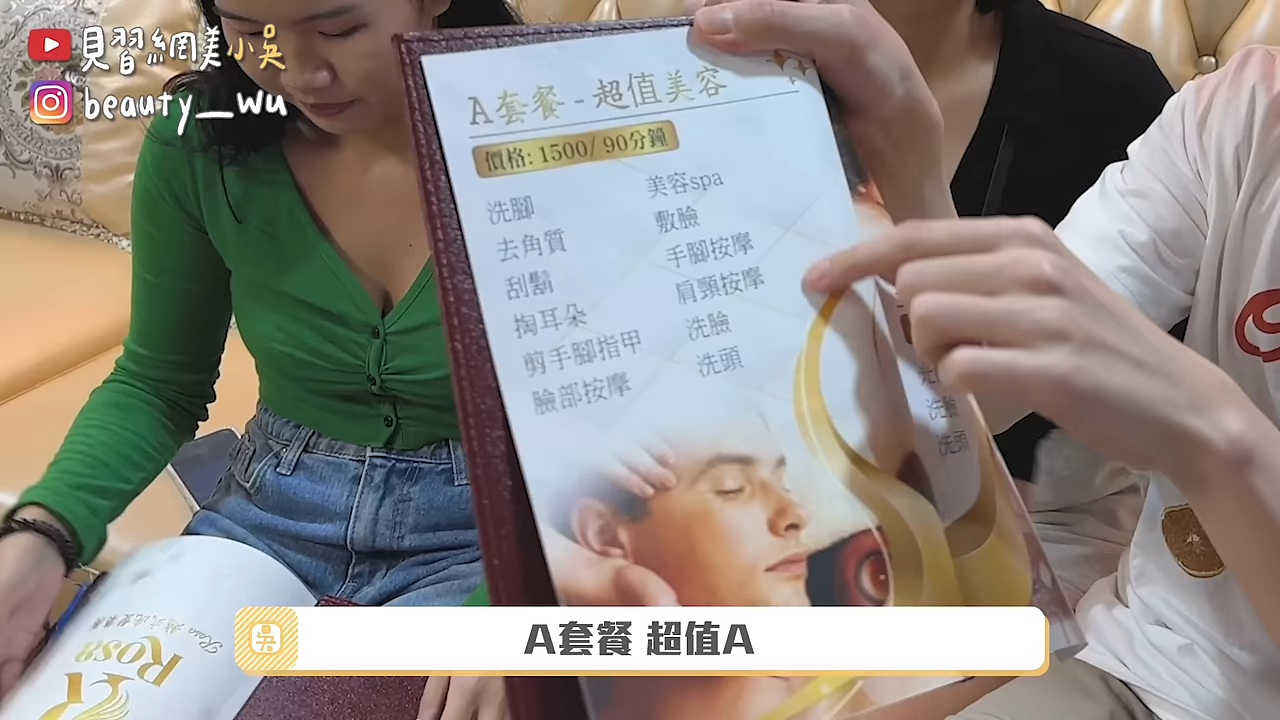 貝習網美小吳
beauty_wu
A套餐 - 超值美容
價格: 1500/ 90分鐘
洗腳
去角質
刮鬍
掏耳朵
剪手腳指甲
臉部按摩
美容spa
敷臉
手腳按摩
肩頸按摩
洗臉
洗頭
洗臉
洗頭
Rosa
吳
A套餐 超值A